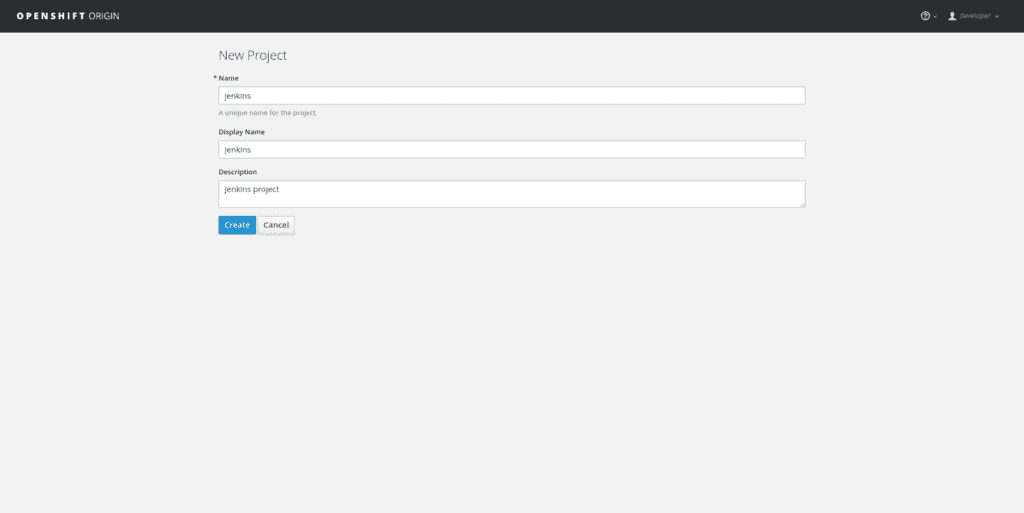 OPENSHIFT ORIGIN
developer
New Project
* Name
jenkins
A unique name for the project.
Display Name
Jenkins
Description
Jenkins project
Create Cancel